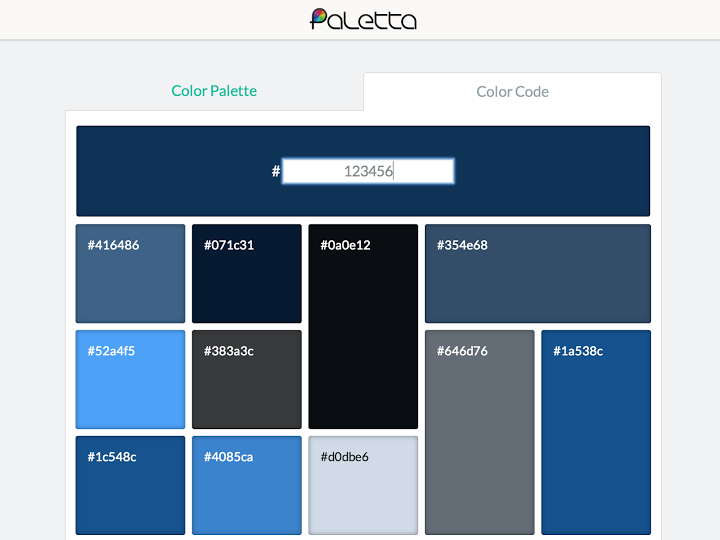 Paletta
Color Palette
Color Code
# 123456
#416486
#071c31
#0a0e12
#354e68
#52a4f5
#383a3c
#646d76
#1a538c
#1c548c
#4085ca
#d0dbe6